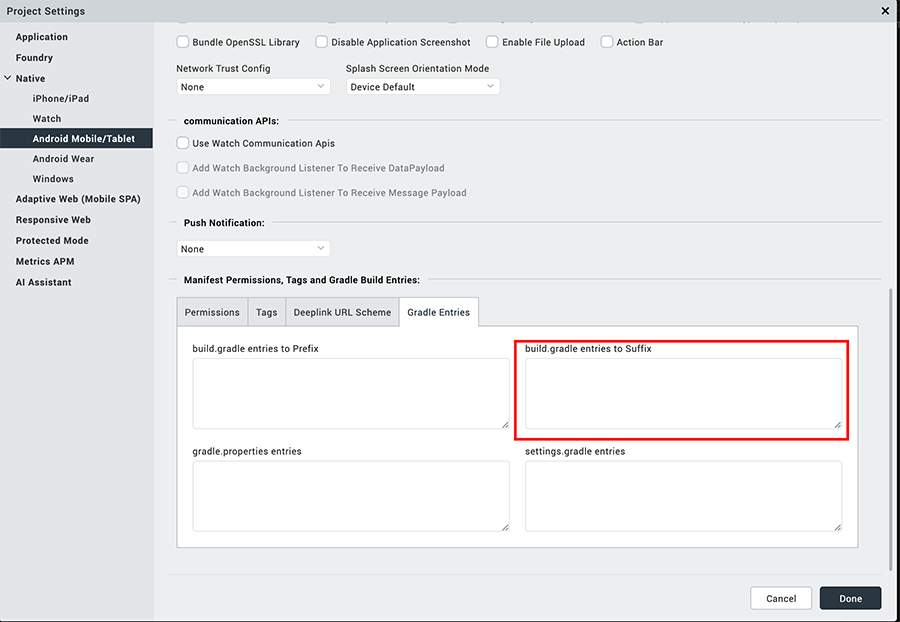 Project Settings
Application
Foundry
Native
iPhone/iPad
Watch
Android Mobile/Tablet
Android Wear
Windows
Adaptive Web (Mobile SPA)
Responsive Web
Protected Mode
Metrics APM
AI Assistant
Bundle OpenSSL Library Disable Application Screenshot Enable File Upload Action Bar
Network Trust Config Splash Screen Orientation Mode
None Device Default
communication APIs:
Use Watch Communication Apis
Add Watch Background Listener To Receive DataPayload
Add Watch Background Listener To Receive Message Payload
Push Notification:
None
Manifest Permissions, Tags and Gradle Build Entries:
Permissions Tags Deeplink URL Scheme Gradle Entries
build.gradle entries to Prefix build.gradle entries to Suffix
gradle.properties entries settings.gradle entries
Cancel Done